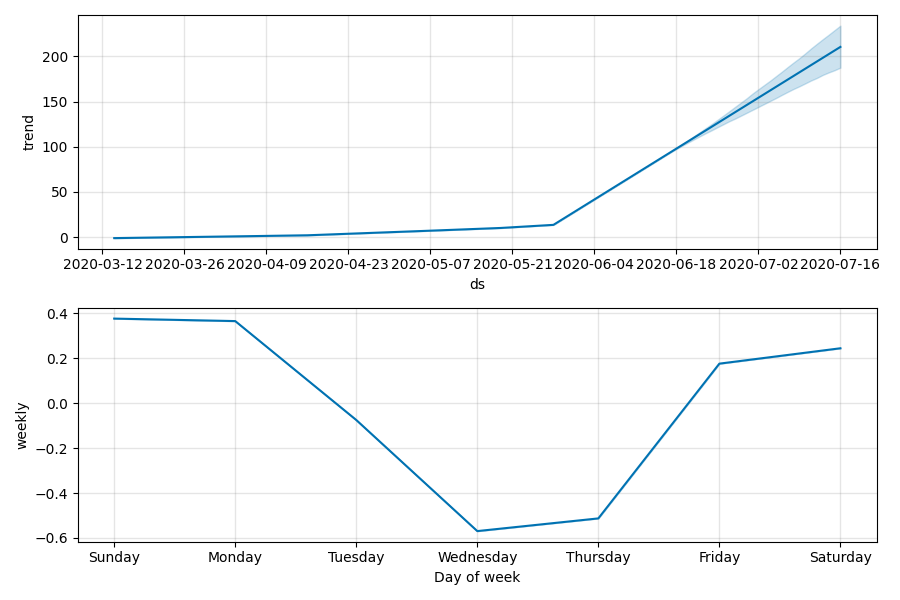 200
150
100
50
0
trend
2020-03-12 2020-03-26 2020-04-09 2020-04-23 2020-05-07 2020-05-21 2020-06-04 2020-06-18 2020-07-02 2020-07-16
ds
0.4
0.2
0.0
−0.2
−0.4
−0.6
weekly
Sunday Monday Tuesday Wednesday Thursday Friday Saturday
Day of week